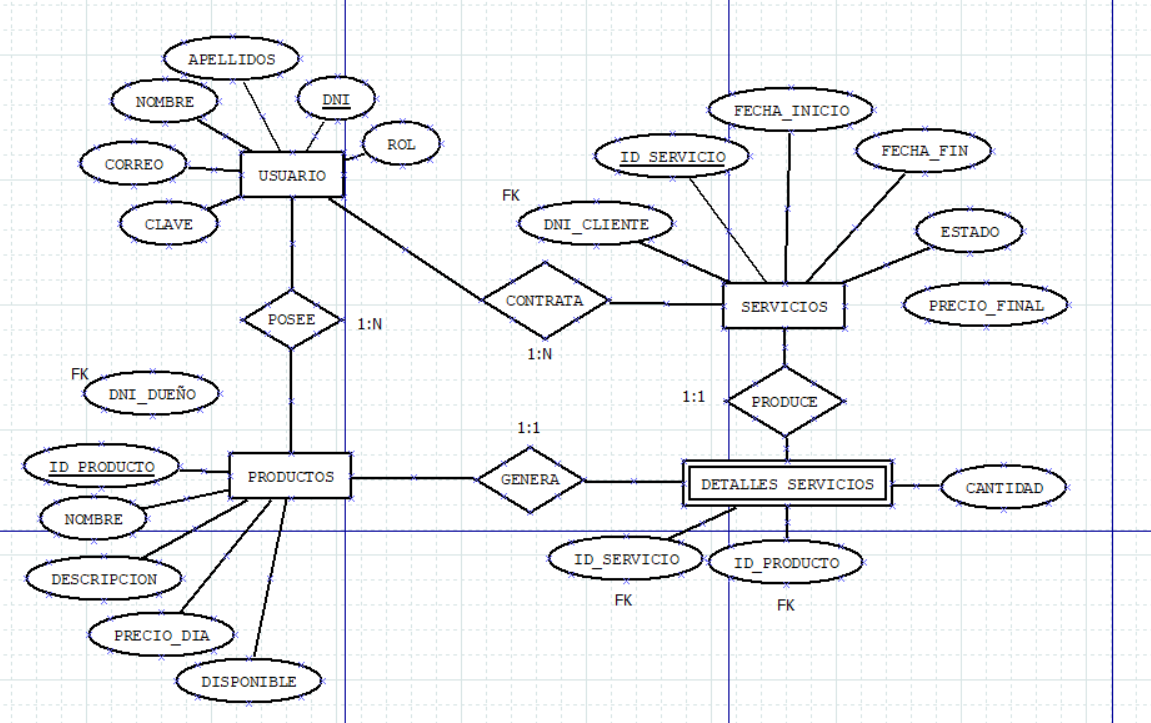 APELLIDOS
NOMBRE
DNI
ROL
CORREO
USUARIO
CLAVE
FECHA_INICIO
ID_SERVICIO
FECHA_FIN
FK
DNI_CLIENTE
ESTADO
CONTRATA
SERVICIOS
PRECIO_FINAL
POSEE
1:N
1:N
FK
DNI_DUEÑO
1:1
PRODUCE
1:1
ID_PRODUCTO
PRODUCTOS
GENERA
DETALLES SERVICIOS
CANTIDAD
NOMBRE
DESCRIPCION
ID_SERVICIO
ID_PRODUCTO
FK
FK
PRECIO_DIA
DISPONIBLE